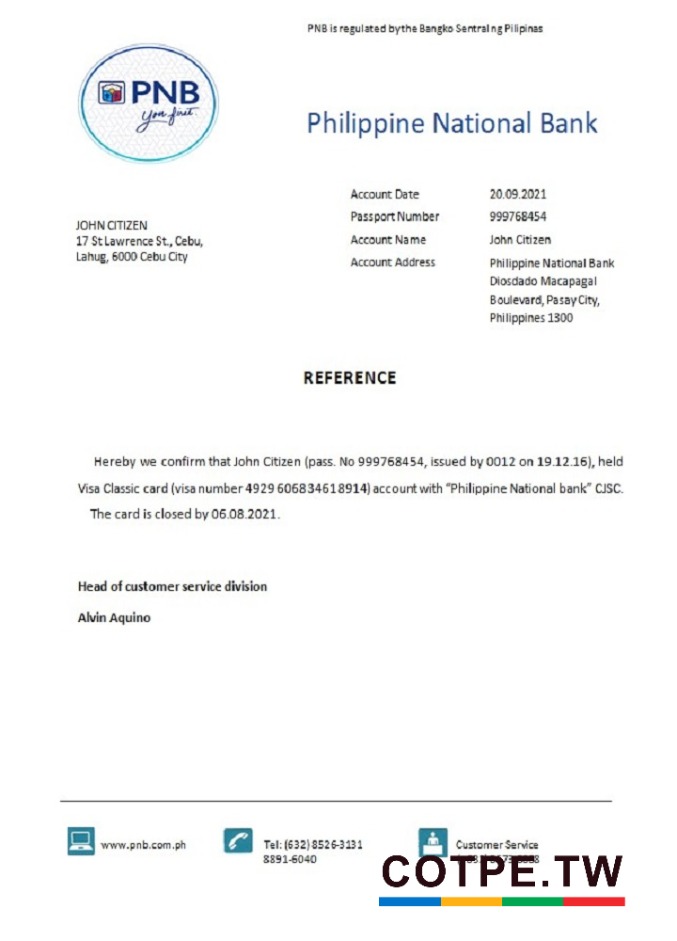 PNB is regulated by the Bangko Sentral ng Pilipinas
PNB
You first.
Philippine National Bank
Account Date 20.09.2021
Passport Number 999768454
Account Name John Citizen
Account Address Philippine National Bank
Diosdado Macapagal
Boulevard, Pasay City,
Philippines 1300
JOHN CITIZEN
17 St Lawrence St., Cebu,
Lahug, 6000 Cebu City
REFERENCE
Hereby we confirm that John Citizen (pass. No 999768454, issued by 0012 on 19.12.16), held
Visa Classic card (visa number 4929 606834618914) account with "Philippine National bank" CJSC.
The card is closed by 06.08.2021.
Head of customer service division
Alvin Aquino
www.pnb.com.ph
Tel: (632) 8526-3131
8891-6040
Customer Service
COTPE.TW